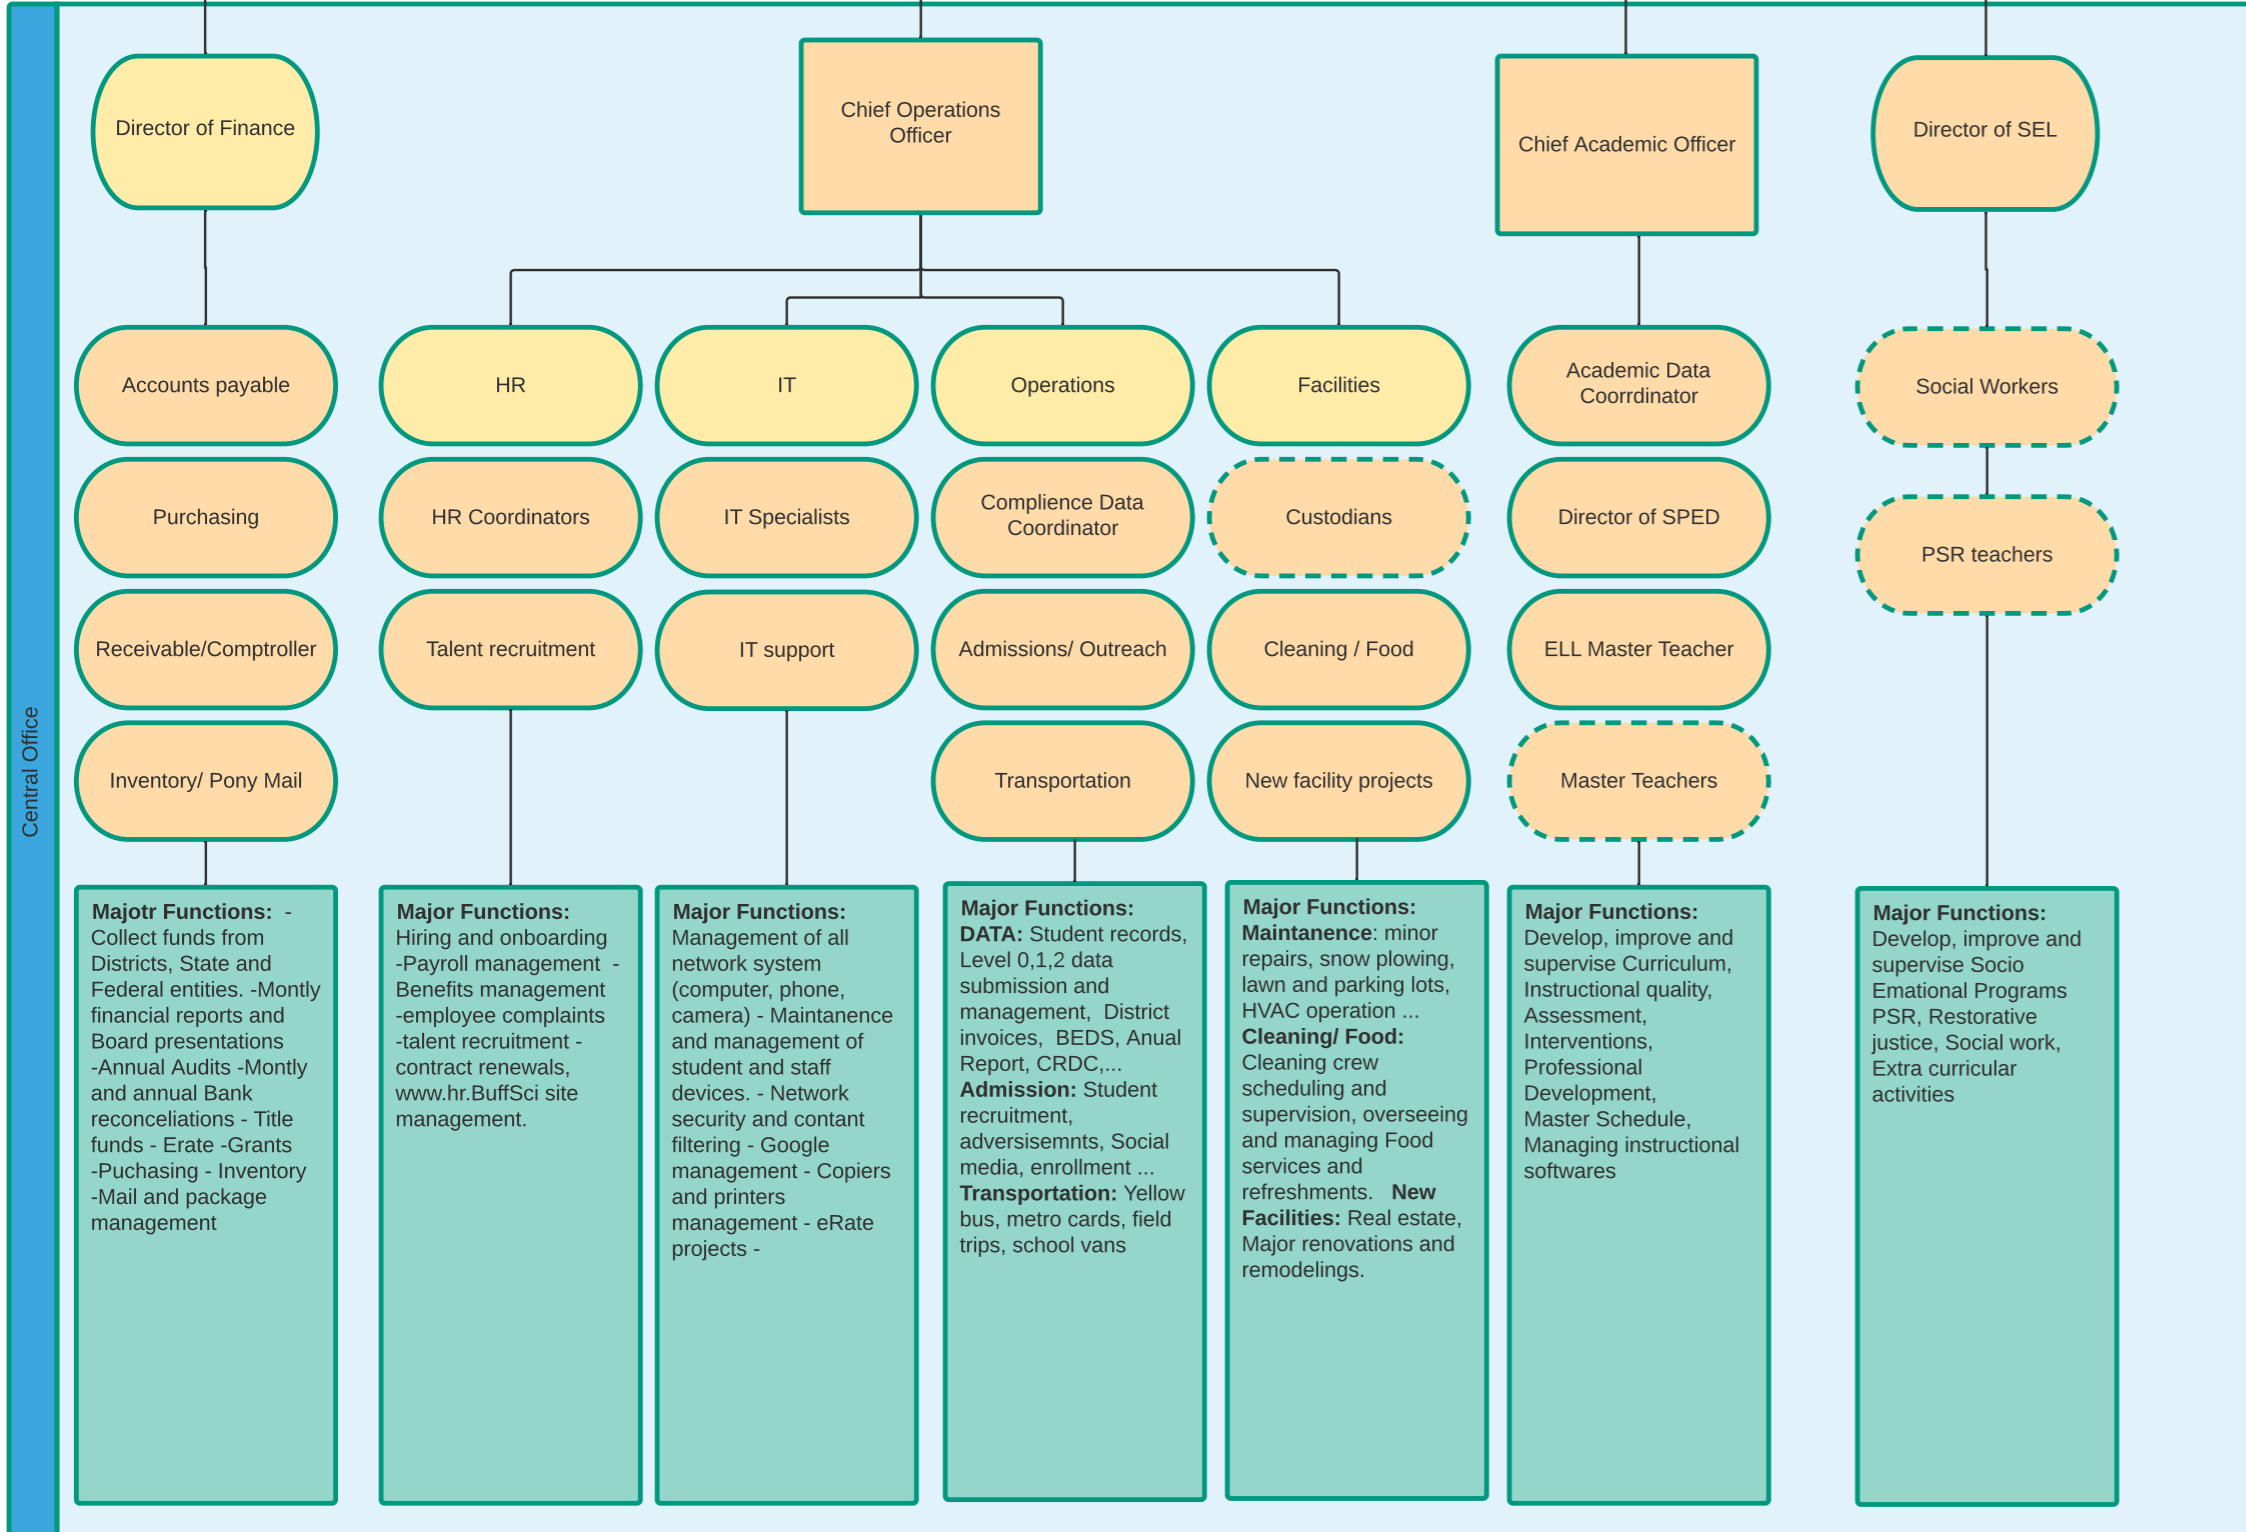 Central Office
Director of Finance
Chief Operations
Officer
Chief Academic Officer
Director of SEL
Accounts payable
HR
IT
Operations
Facilities
Academic Data
Coorrdinator
Social Workers
Purchasing
HR Coordinators
IT Specialists
Complience Data
Coordinator
Custodians
Director of SPED
PSR teachers
Receivable/Comptroller
Talent recruitment
IT support
Admissions/ Outreach
Cleaning / Food
ELL Master Teacher
Inventory/ Pony Mail
Transportation
New facility projects
Master Teachers
Majotr Functions:  -
Collect funds from
Districts, State and
Federal entities. -Montly
financial reports and
Board presentations
-Annual Audits -Montly
and annual Bank
reconceliations - Title
funds - Erate -Grants
-Puchasing - Inventory
-Mail and package
management
Major Functions:
Hiring and onboarding
-Payroll management  -
Benefits management
-employee complaints
-talent recruitment -
contract renewals,
www.hr.BuffSci site
management.
Major Functions:
Management of all
network system
(computer, phone,
camera) - Maintanence
and management of
student and staff
devices. - Network
security and contant
filtering - Google
management - Copiers
and printers
management - eRate
projects -
Major Functions:
DATA: Student records,
Level 0,1,2 data
submission and
management,  District
invoices,  BEDS, Anual
Report, CRDC,...
Admission: Student
recruitment,
adversisemnts, Social
media, enrollment ...
Transportation: Yellow
bus, metro cards, field
trips, school vans
Major Functions:
Maintanence: minor
repairs, snow plowing,
lawn and parking lots,
HVAC operation ...
Cleaning/ Food:
Cleaning crew
scheduling and
supervision, overseeing
and managing Food
services and
refreshments.   New
Facilities: Real estate,
Major renovations and
remodelings.
Major Functions:
Develop, improve and
supervise Curriculum,
Instructional quality,
Assessment,
Interventions,
Professional
Development,
Master Schedule,
Managing instructional
softwares
Major Functions:
Develop, improve and
supervise Socio
Emational Programs
PSR, Restorative
justice, Social work,
Extra curricular
activities